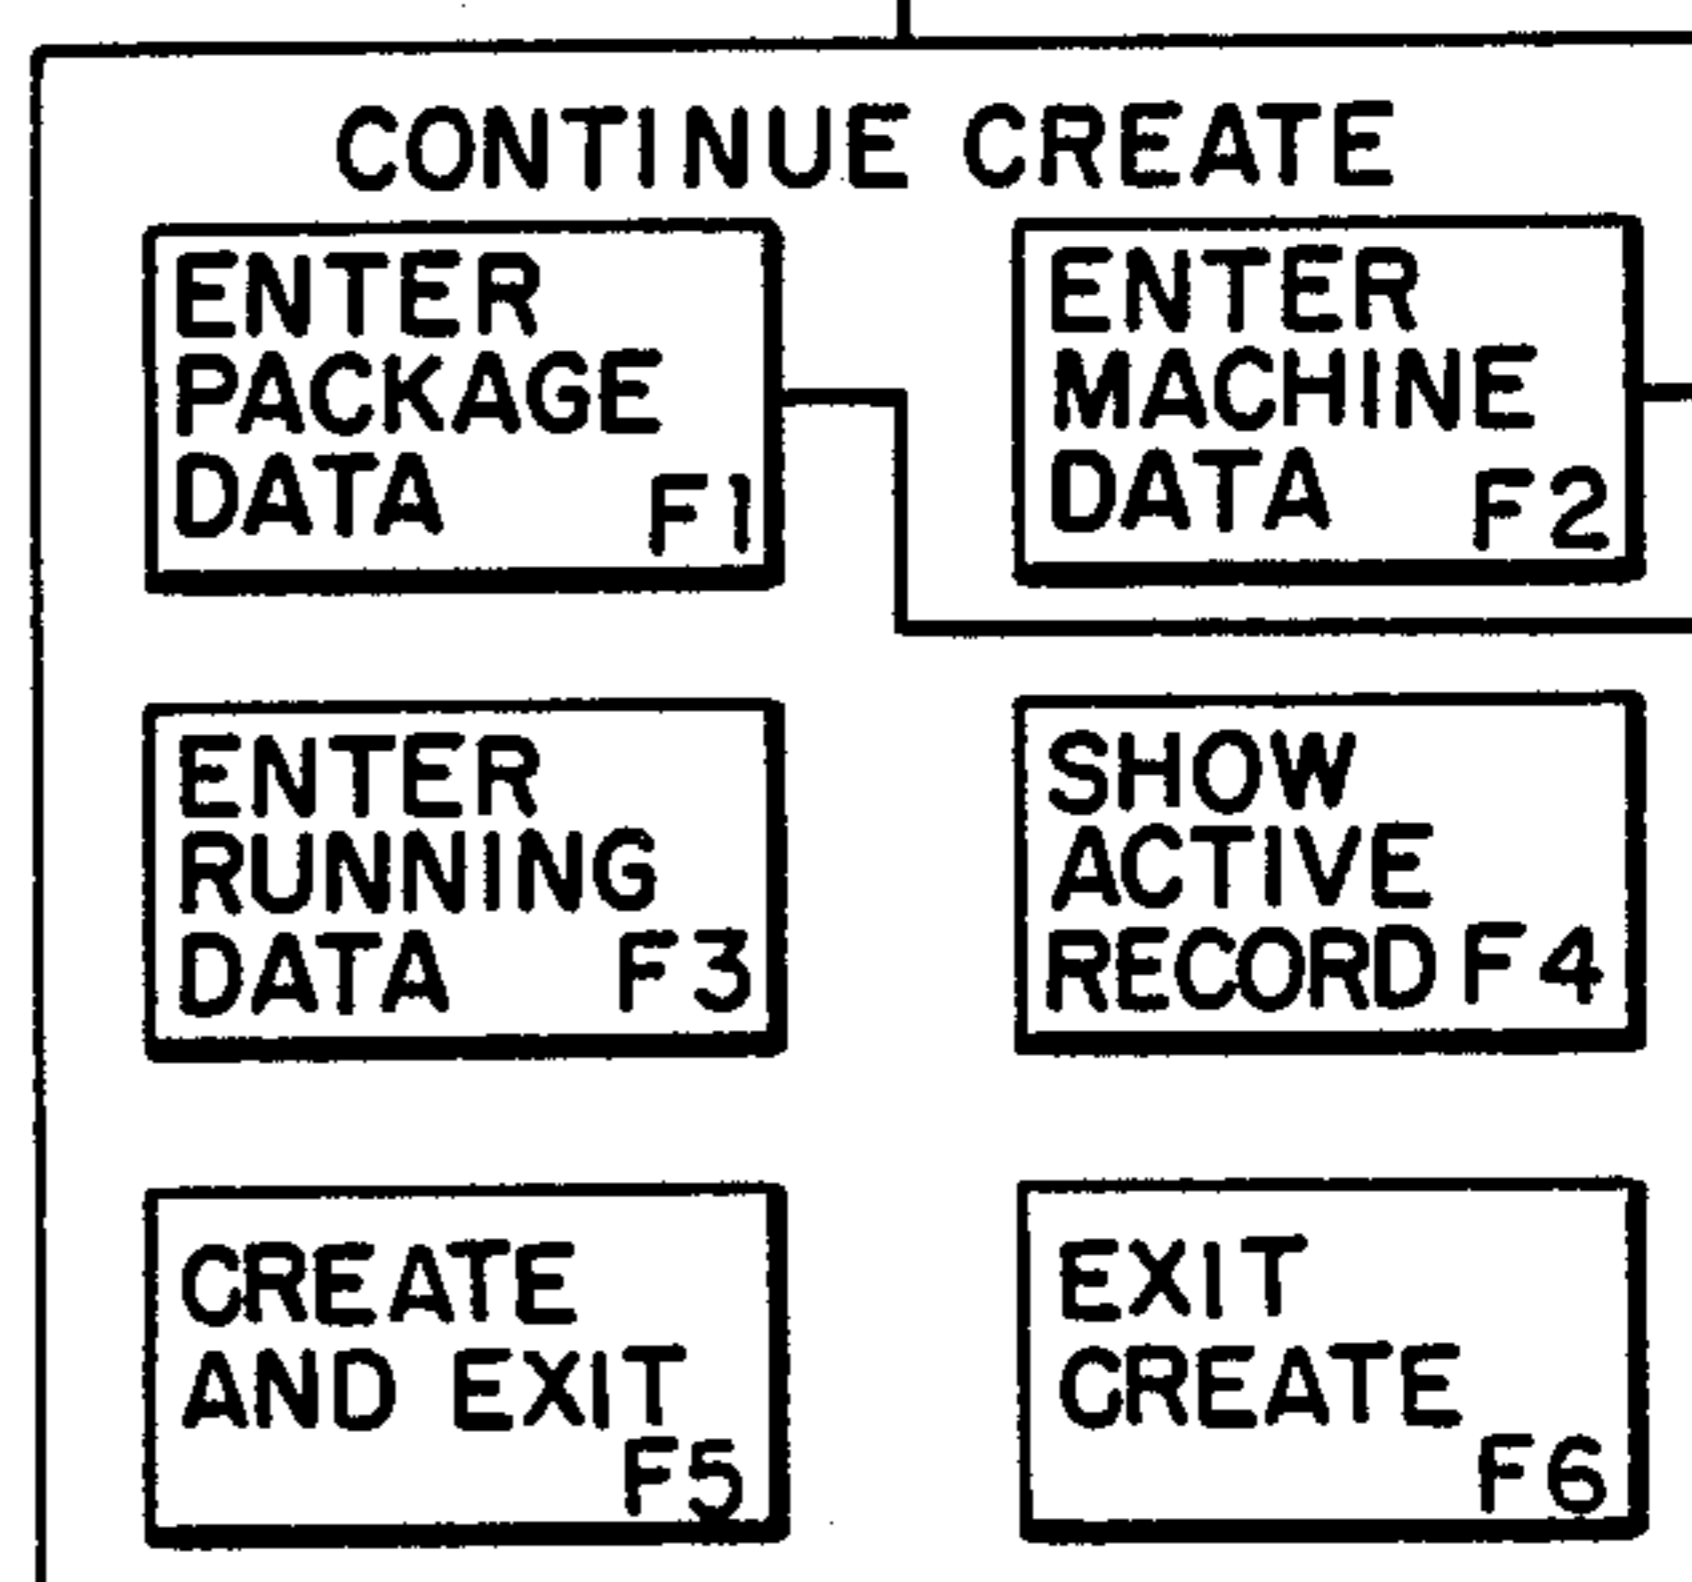 CONTINUE CREATE
ENTER
PACKAGE
DATA F1
ENTER
MACHINE
DATA F2
ENTER
RUNNING
DATA F3
SHOW
ACTIVE
RECORD F4
CREATE
AND EXIT
F5
EXIT
CREATE
F6